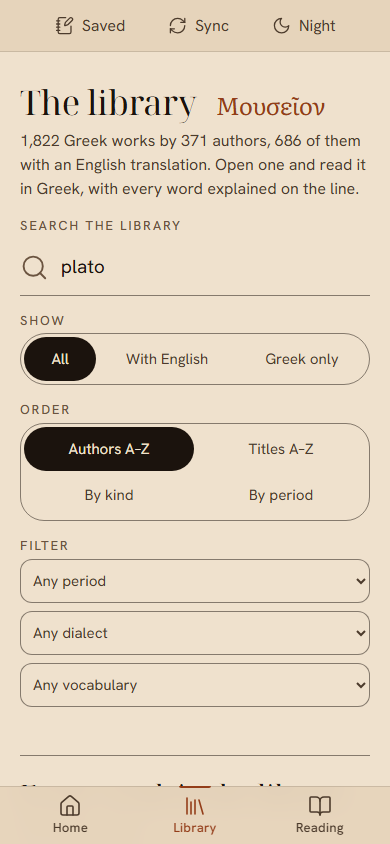 Saved
Sync
Night
The library Μουσεῖον
1,822 Greek works by 371 authors, 686 of them
with an English translation. Open one and read it
in Greek, with every word explained on the line.
SEARCH THE LIBRARY
plato
SHOW
All
With English
Greek only
ORDER
Authors A–Z
Titles A–Z
By kind
By period
FILTER
Any period
Any dialect
Any vocabulary
Home
Library
Reading